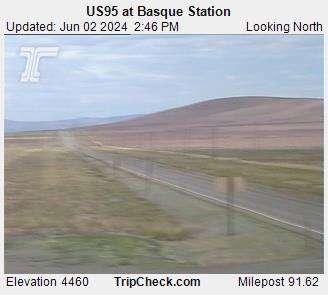 US95 at Basque Station
Updated: Jun 02 2024 2:46 PM Looking North
Elevation 4460 TripCheck.com Milepost 91.62